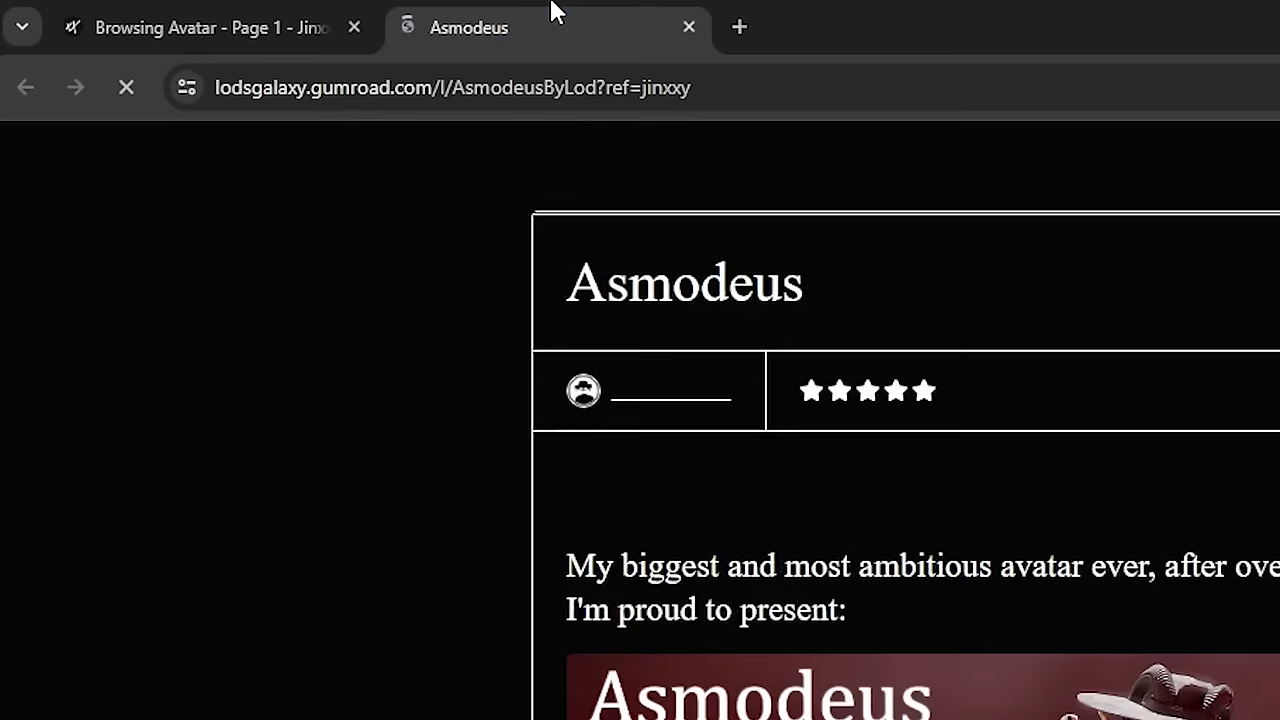 Browsing Avatar - Page 1 - Jinx
Asmodeus
lodsgalaxy.gumroad.com/l/AsmodeusByLod?ref=jinxxy
Asmodeus
My biggest and most ambitious avatar ever, after ove
I'm proud to present:
Asmodeus